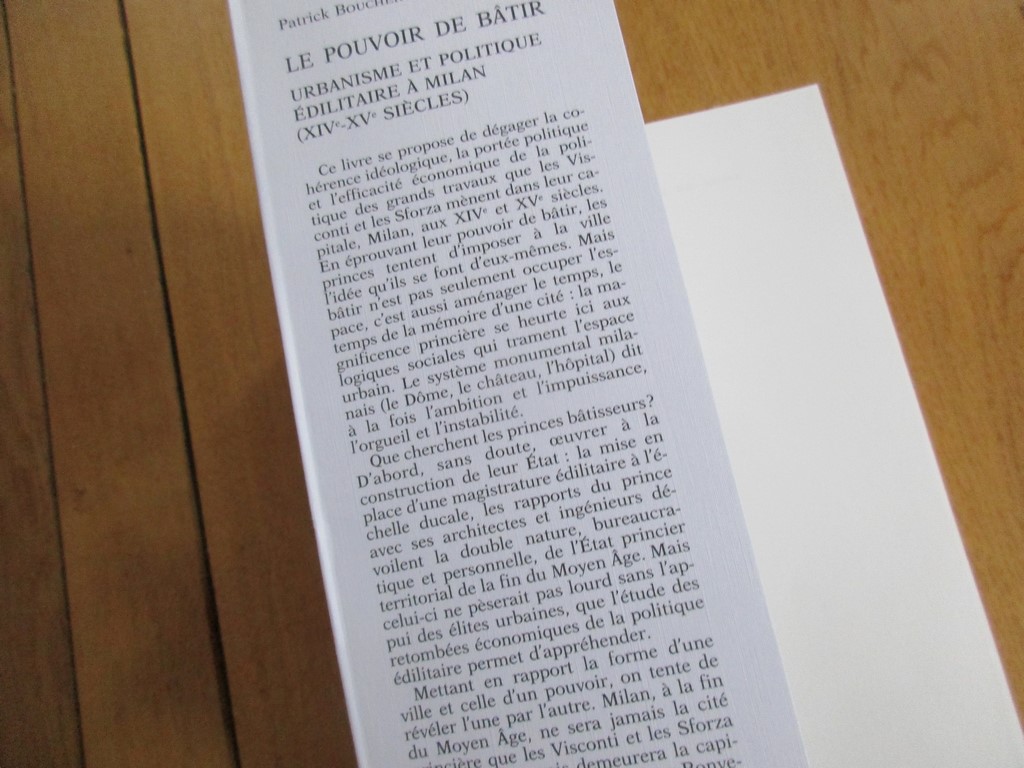 Patrick
LE POUVOIR DE BÂTIR
URBANISME ET POLITIQUE
ÉDILITAIRE À MILAN
(XIVe-XVe SIÈCLES)
Ce livre se propose de dégager la co-
hérence idéologique, la portée politique
et l'efficacité économique de la poli-
tique des grands travaux que les Vis-
conti et les Sforza mènent dans leur ca-
pitale, Milan, aux XIVe et XVe siècles.
En éprouvant leur pouvoir de bâtir, les
princes tentent d'imposer à la ville
l'idée qu'ils se font d'eux-mêmes. Mais
bâtir n'est pas seulement occuper l'es-
pace, c'est aussi aménager le temps, le
temps de la mémoire d'une cité : la ma-
gnificence princière se heurte ici aux
logiques sociales qui trament l'espace
urbain. Le système monumental mila-
nais (le Dôme, le château, l'hôpital) dit
à la fois l'ambition et l'impuissance,
l'orgueil et l'instabilité.
Que cherchent les princes bâtisseurs?
D'abord, sans doute, œuvrer à la
construction de leur État : la mise en
place d'une magistrature édilitaire à l'é-
chelle ducale, les rapports du prince
avec ses architectes et ingénieurs dé-
voilent la double nature, bureaucra-
tique et personnelle, de l'État princier
territorial de la fin du Moyen Âge. Mais
celui-ci ne pèserait pas lourd sans l'ap-
pui des élites urbaines, que l'étude des
retombées économiques de la politique
édilitaire permet d'appréhender.
Mettant en rapport la forme d'une
ville et celle d'un pouvoir, on tente de
révéler l'une par l'autre. Milan, à la fin
du Moyen Âge, ne sera jamais la cité
que les Visconti et les Sforza
demeurera la capi-